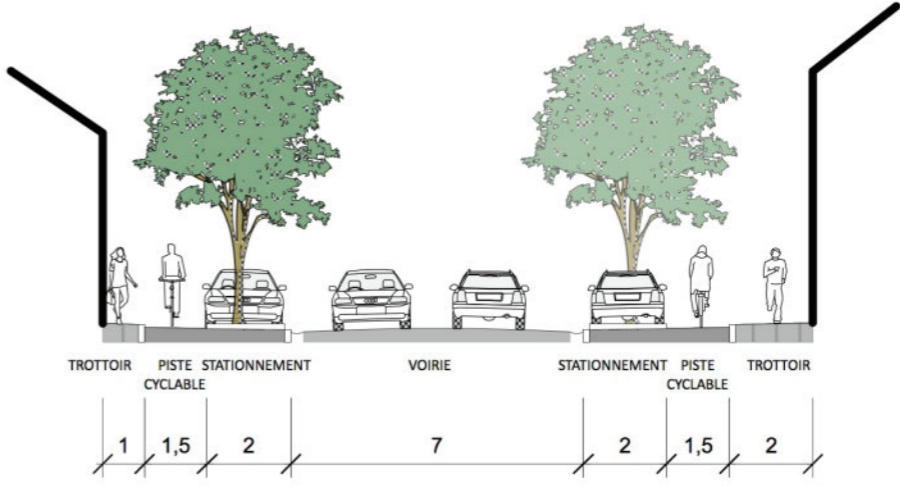 TROTTOIR PISTE STATIONNEMENT VOIRIE STATIONNEMENT PISTE TROTTOIR
CYCLABLE CYCLABLE
1 1,5 2 7 2 1,5 2